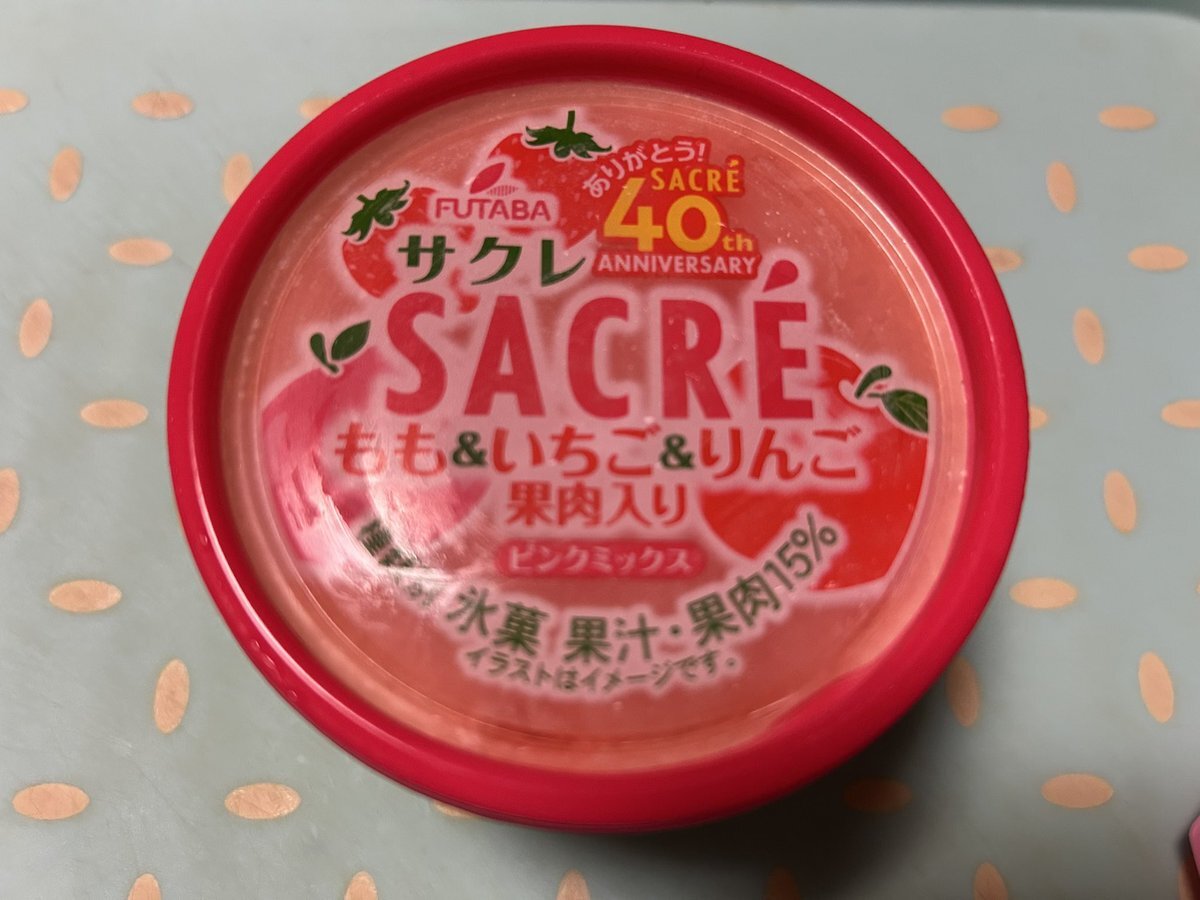 FUTABA
ありがとう!
SACRÉ
40th
ANNIVERSARY
サクレ
SACRÉ
もも&いちご&りんご
果肉入り
ピンクミックス
氷菓 果汁・果肉15%
イラストはイメージです。